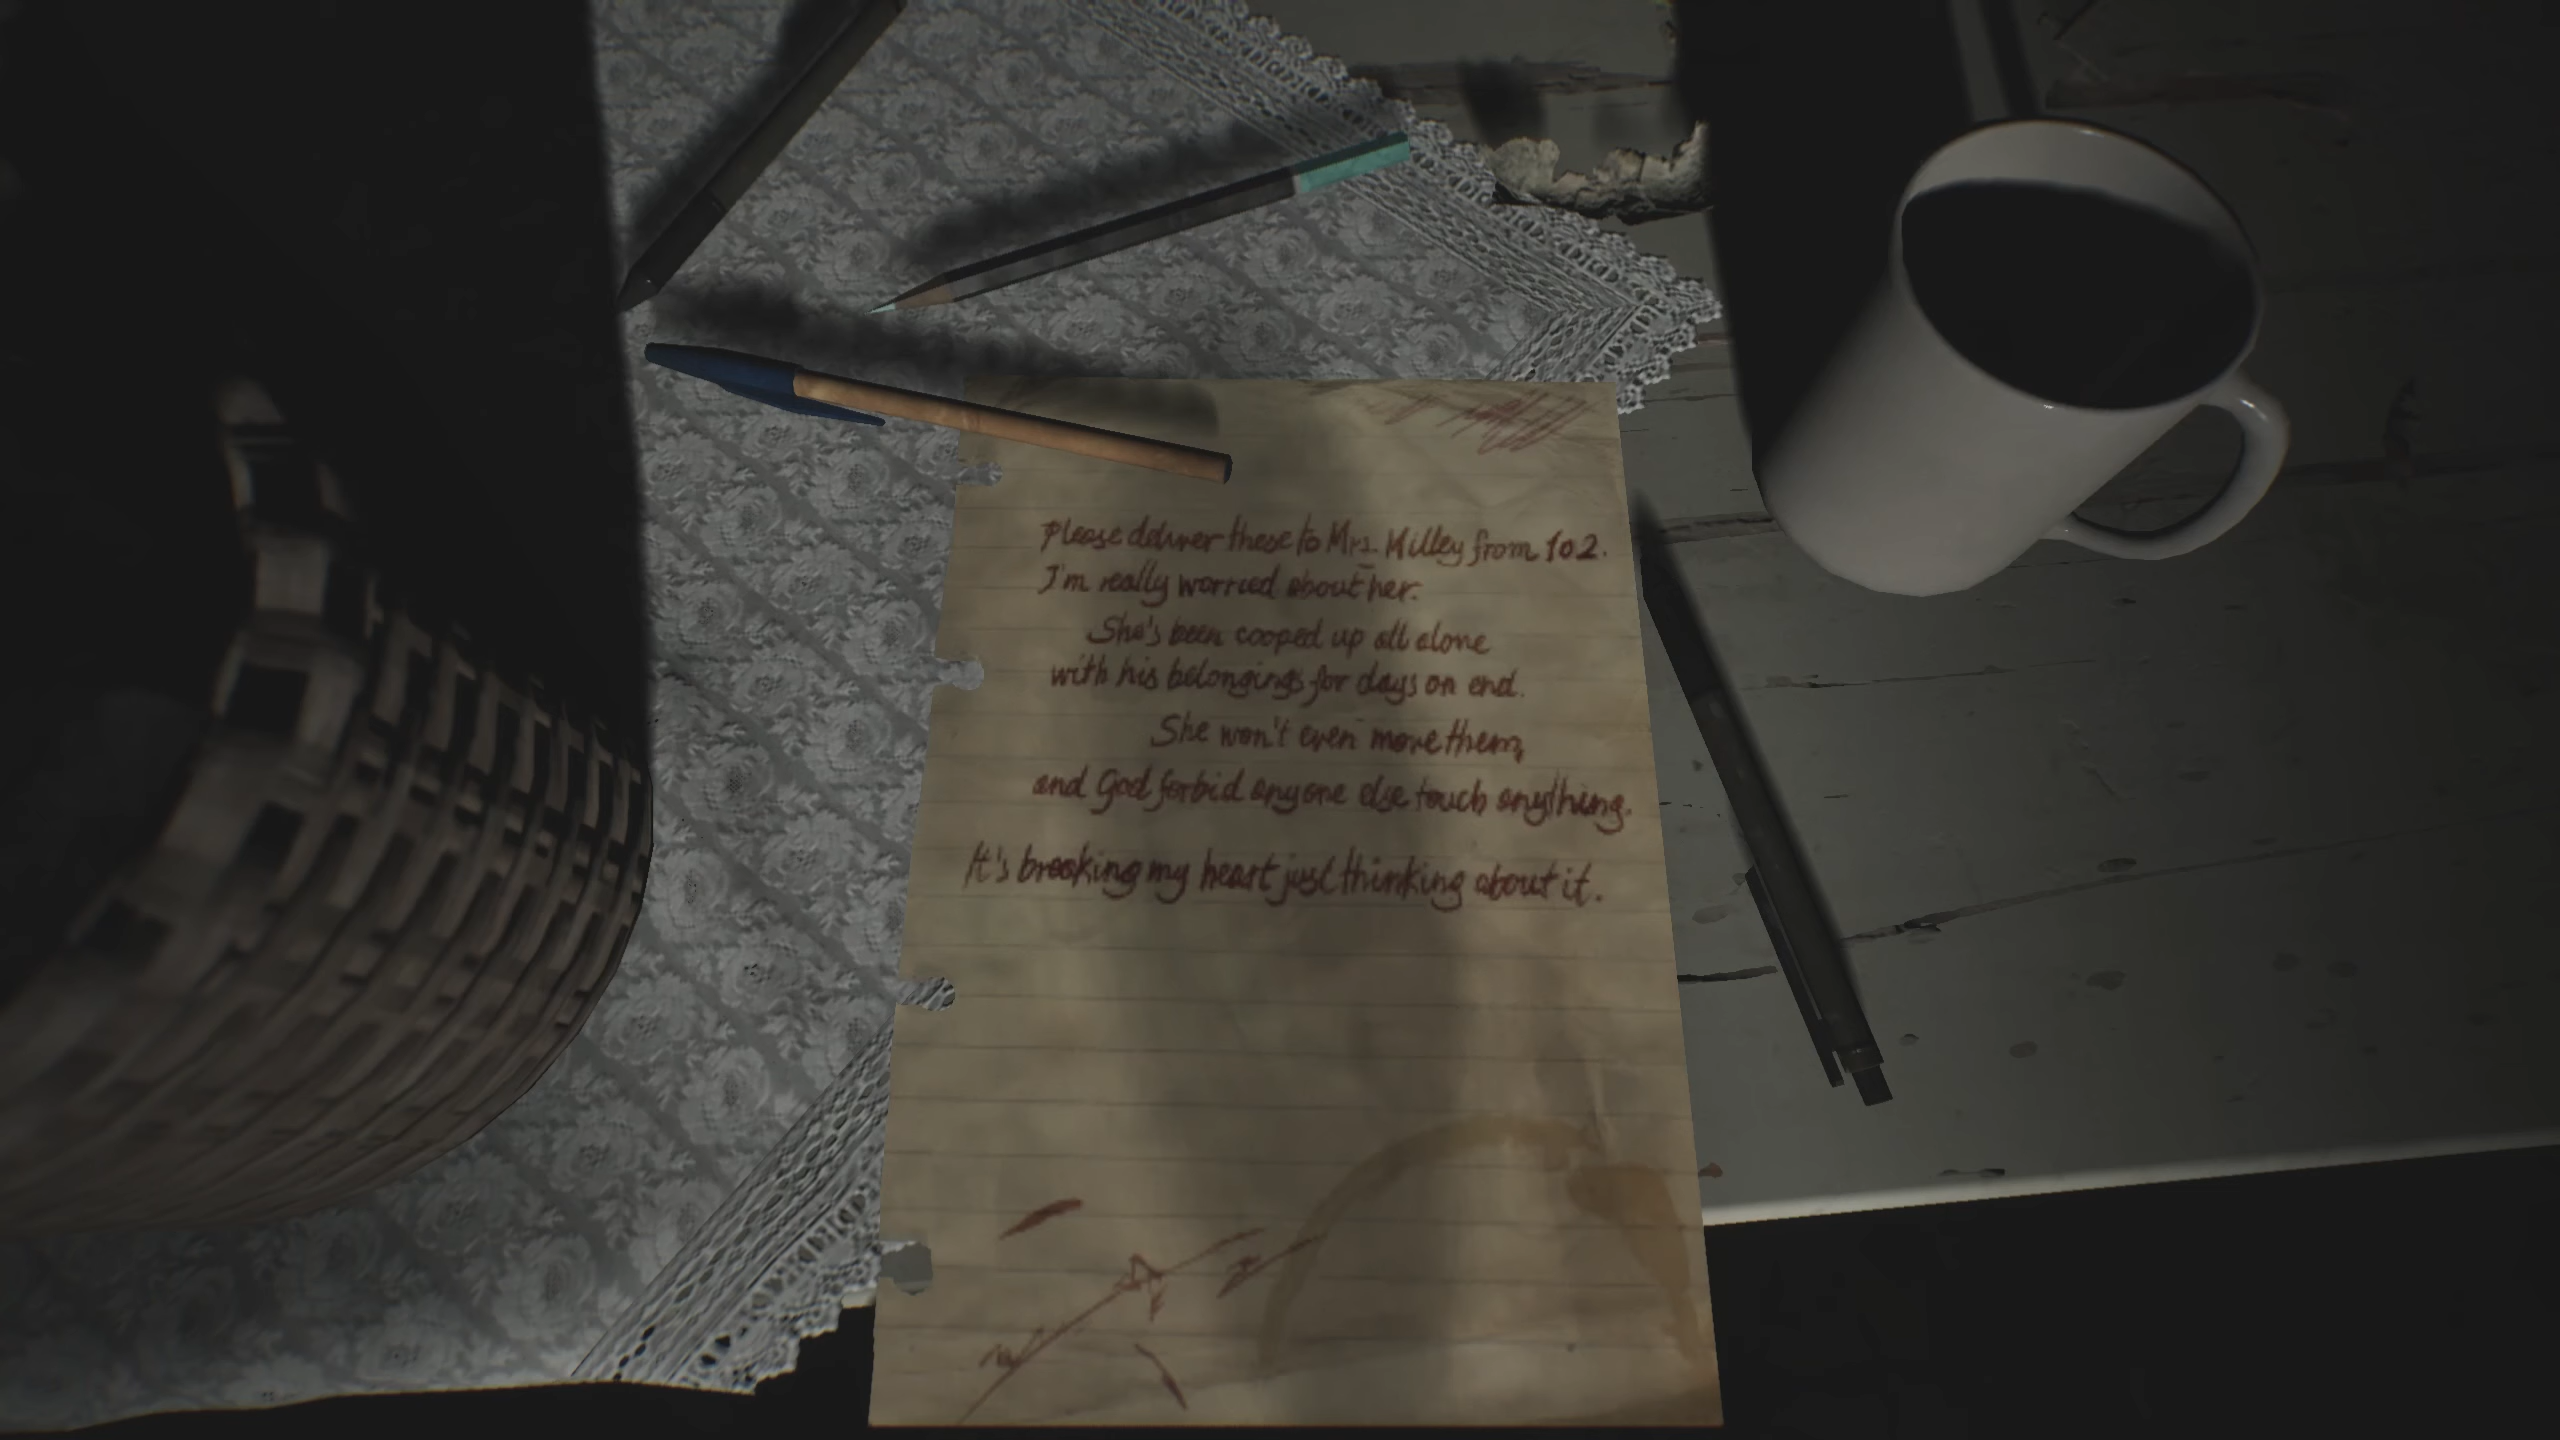 Please deliver these to Mrs. Milley from 102.
I'm really worried about her.
She's been cooped up all alone
with his belongings for days on end.
She won't even move them,
and God forbid anyone else touch anything.
It's breaking my heart just thinking about it.